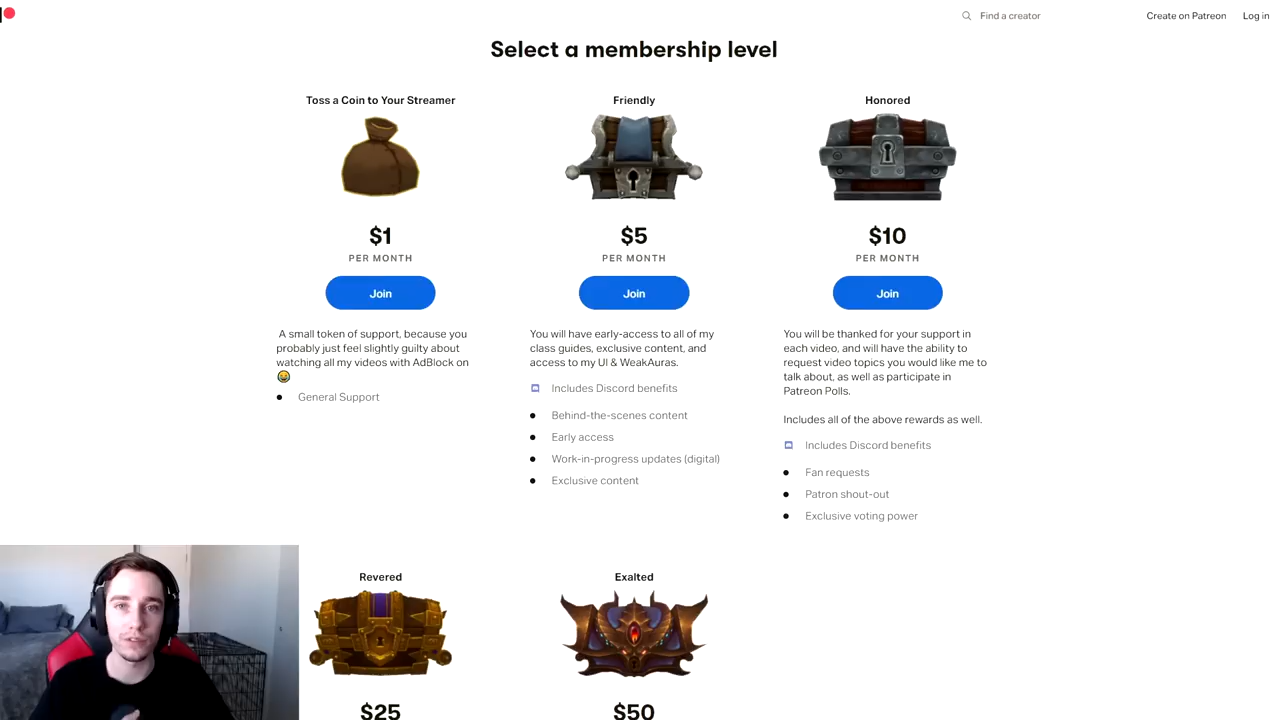 Find a creator
Create on Patreon
Log in
Select a membership level
Toss a Coin to Your Streamer
$1
PER MONTH
Join
A small token of support, because you
probably just feel slightly guilty about
watching all my videos with AdBlock on
😆
General Support
Friendly
$5
PER MONTH
Join
You will have early-access to all of my
class guides, exclusive content, and
access to my UI & WeakAuras.
Includes Discord benefits
Behind-the-scenes content
Early access
Work-in-progress updates (digital)
Exclusive content
Honored
$10
PER MONTH
Join
You will be thanked for your support in
each video, and will have the ability to
request video topics you would like me to
talk about, as well as participate in
Patreon Polls.
Includes all of the above rewards as well.
Includes Discord benefits
Fan requests
Patron shout-out
Exclusive voting power
Revered
$25
Exalted
$50